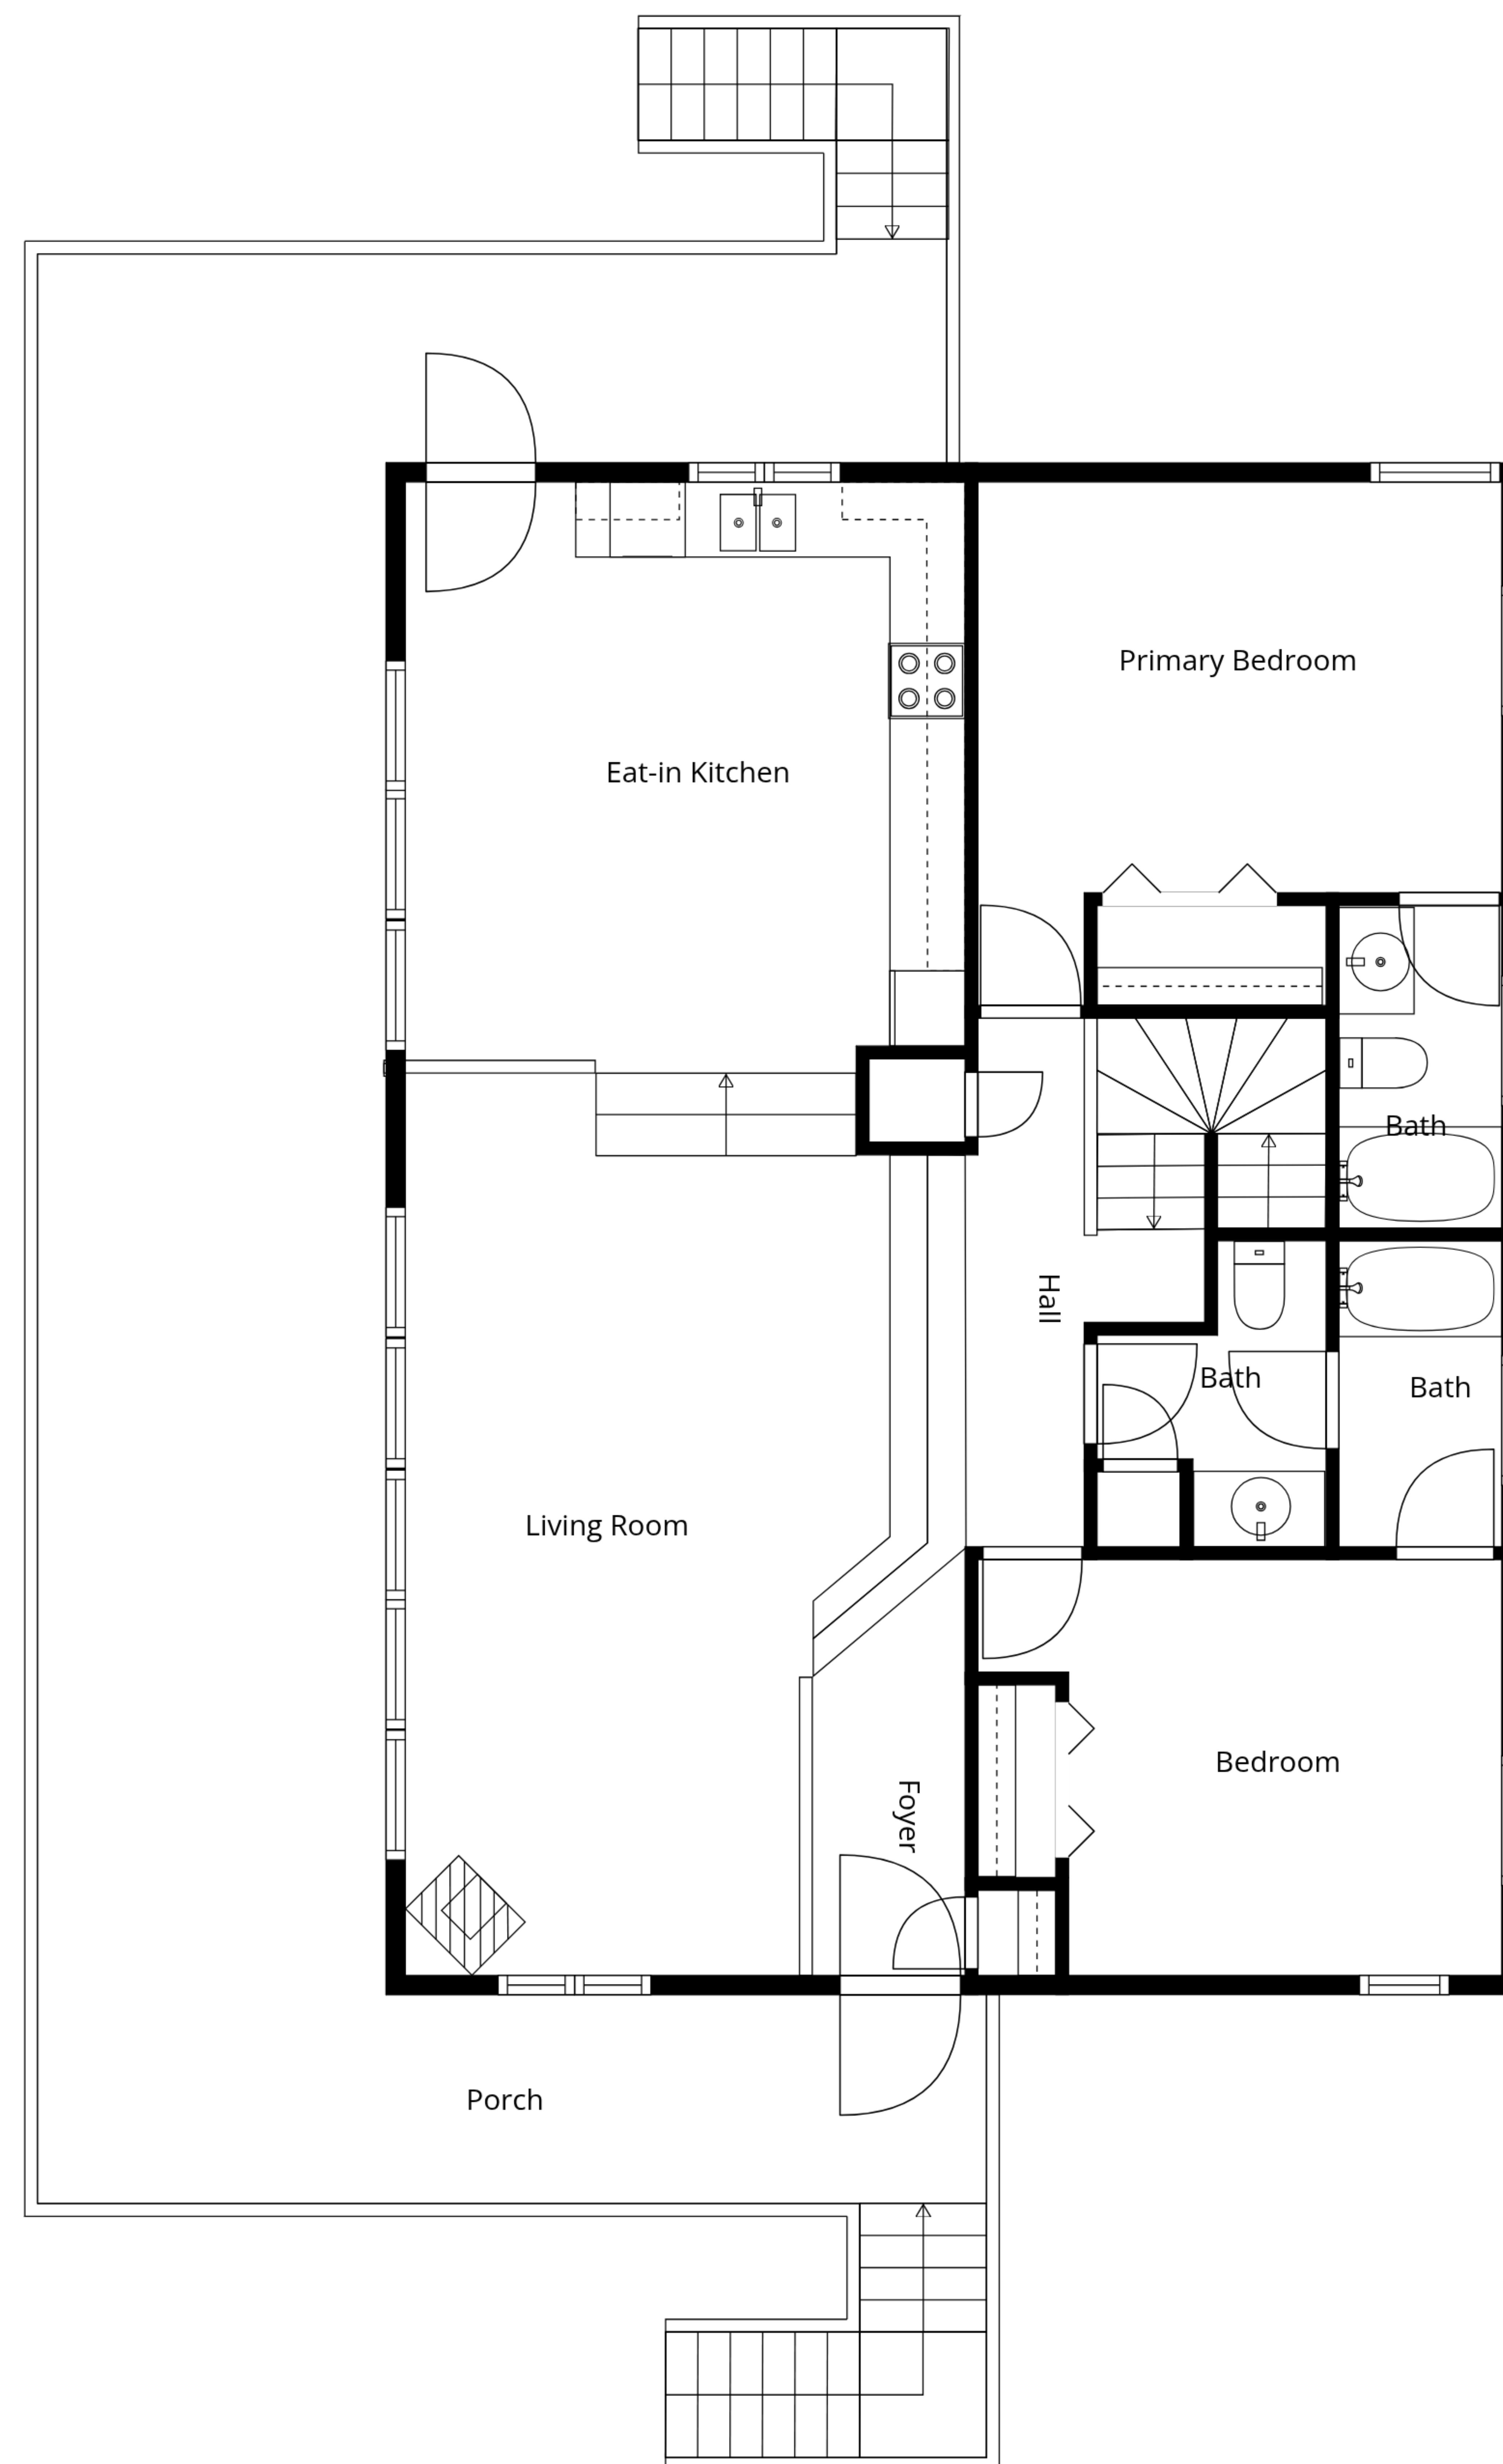 Primary Bedroom
Eat-in Kitchen
Bath
Hall
Bath
Bath
Living Room
Bedroom
Foyer
Porch